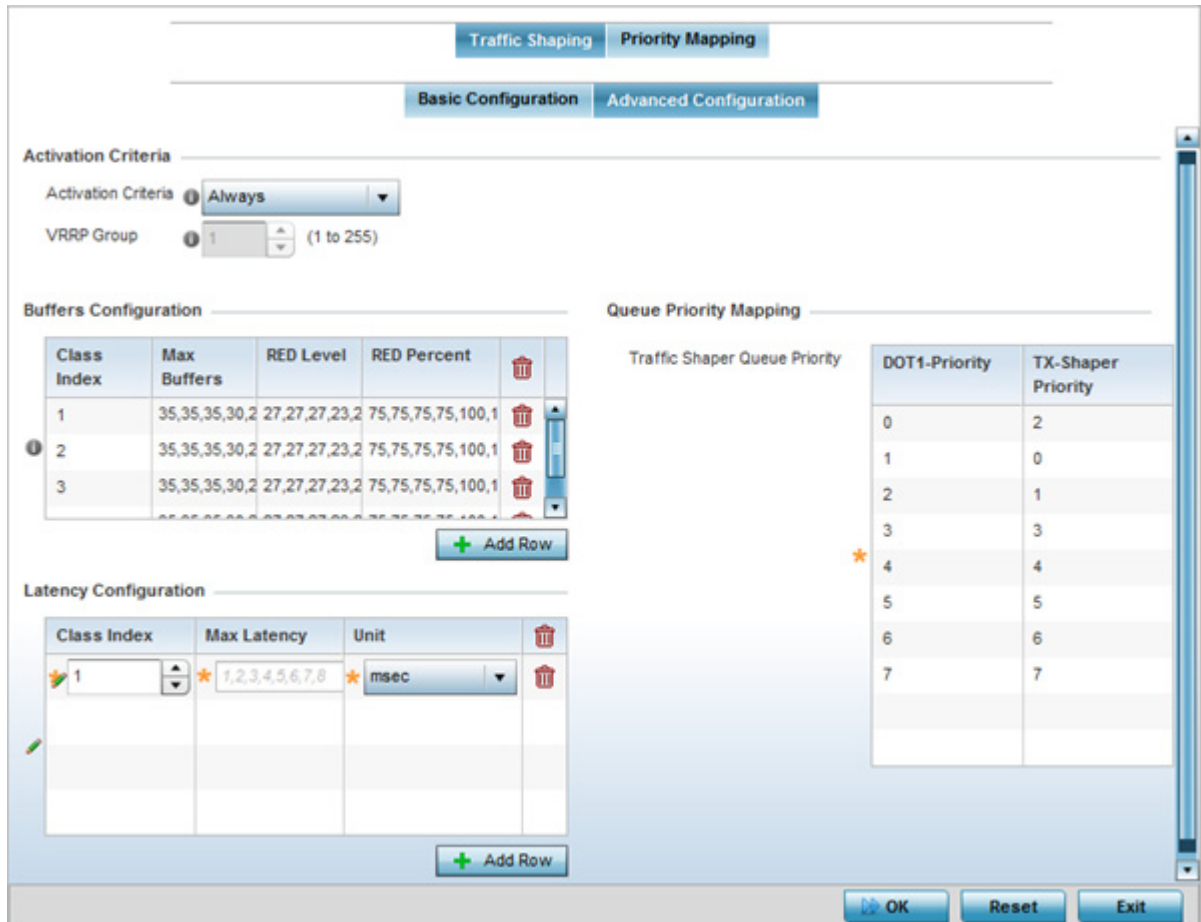 Traffic Shaping Priority Mapping
Basic Configuration Advanced Configuration
Activation Criteria
Activation Criteria Always
VRRP Group 1 (1 to 255)
Buffers Configuration
Class Index Max Buffers RED Level RED Percent
1 35,35,35,30,2 27,27,27,23,2 75,75,75,75,100,1
2 35,35,35,30,2 27,27,27,23,2 75,75,75,75,100,1
3 35,35,35,30,2 27,27,27,23,2 75,75,75,75,100,1
Add Row
Latency Configuration
Class Index Max Latency Unit
1 1,2,3,4,5,6,7,8 msec
Add Row
Queue Priority Mapping
Traffic Shaper Queue Priority
DOT1-Priority TX-Shaper Priority
0 2
1 0
2 1
3 3
4 4
5 5
6 6
7 7
OK Reset Exit